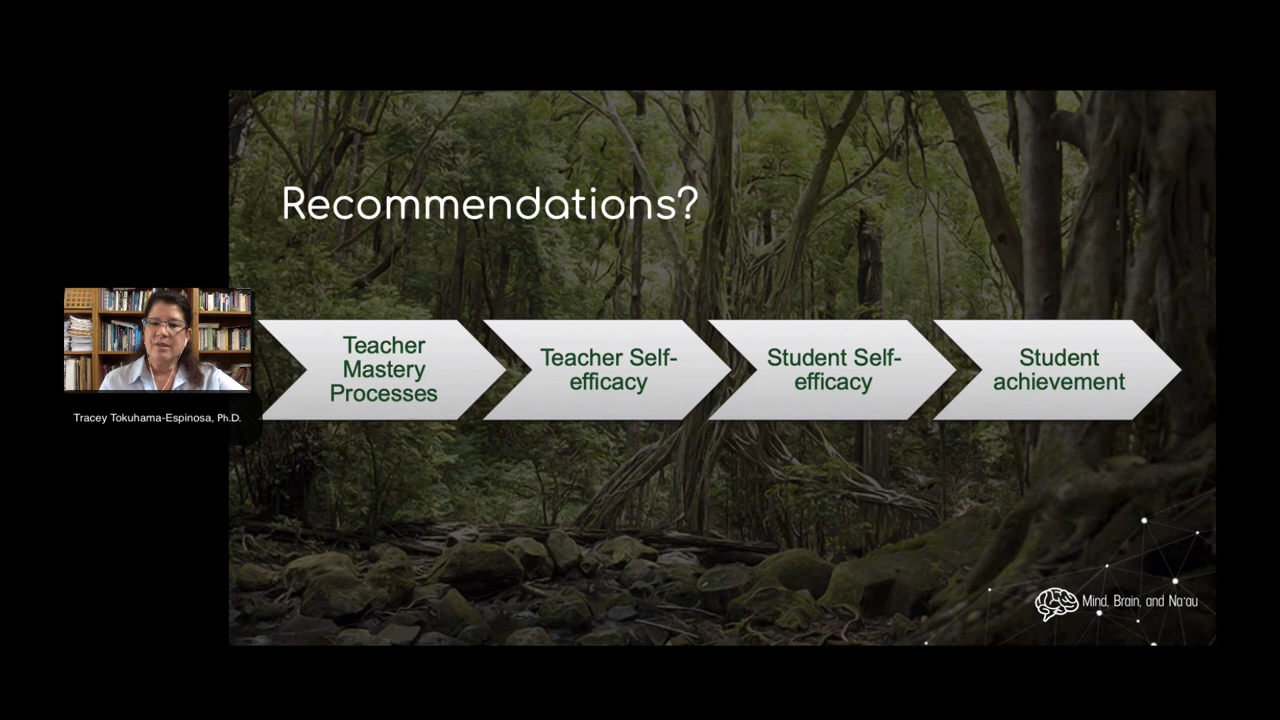 Recommendations?
Teacher
Mastery
Processes
Teacher Self-
efficacy
Student Self-
efficacy
Student
achievement
Tracey Tokuhama-Espinosa, Ph.D.
Mind, Brain, and Na'au